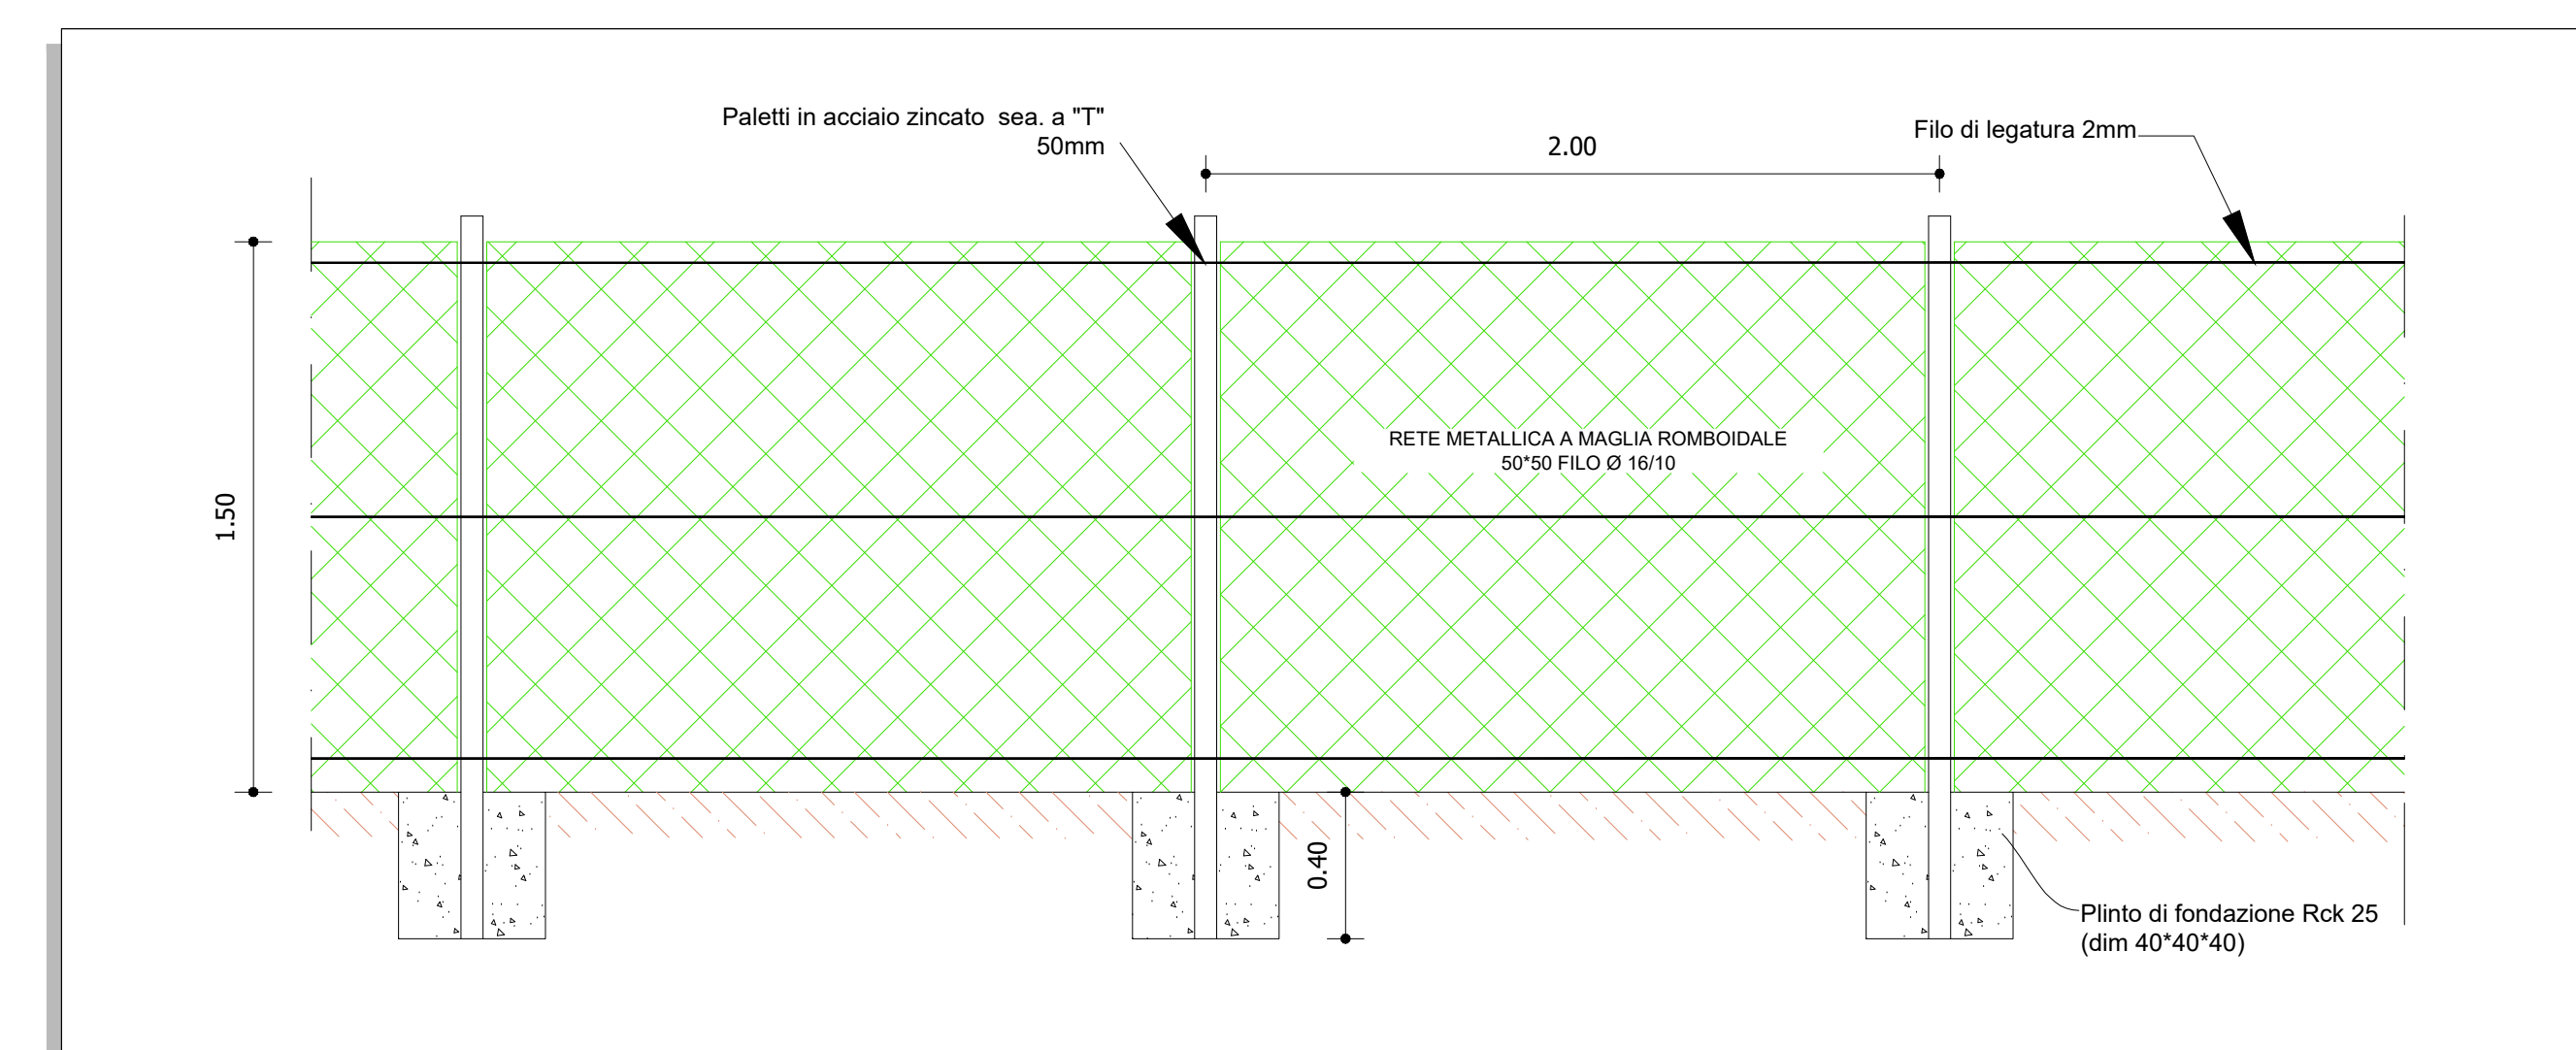 Paletti in acciaio zincato  sea. a "T"
50mm
2.00
Filo di legatura 2mm
RETE METALLICA A MAGLIA ROMBOIDALE
50*50 FILO Ø 16/10
1.50
0.40
Plinto di fondazione Rck 25
(dim 40*40*40)